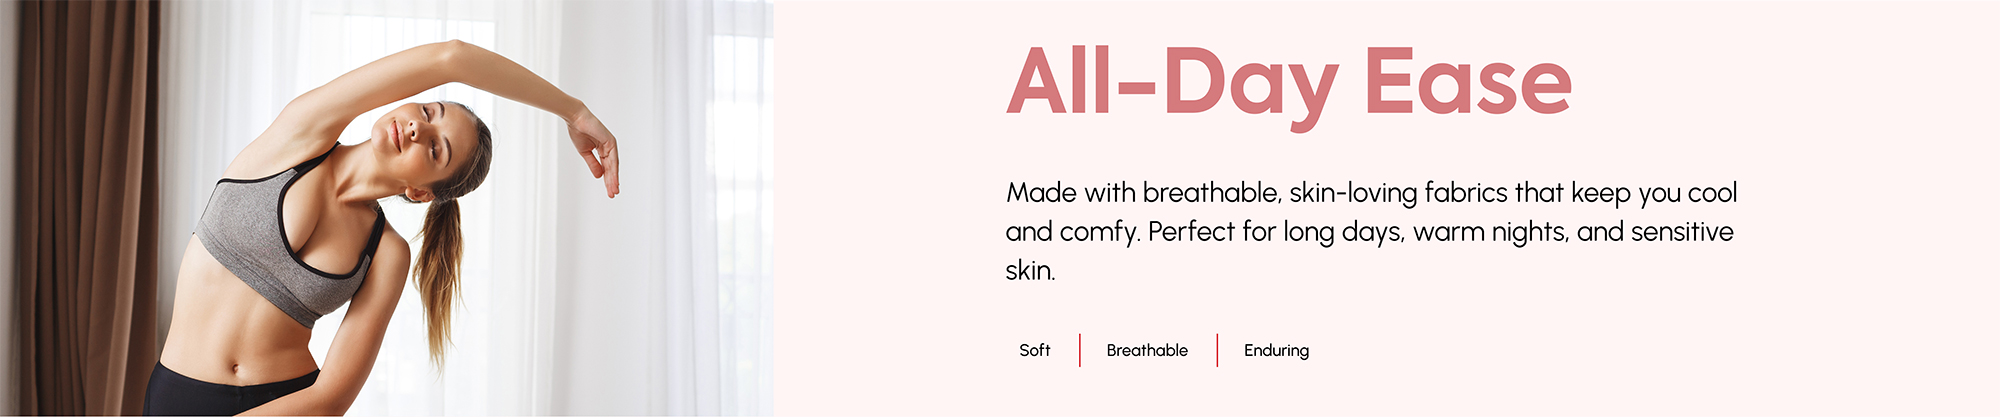 All-Day Ease
Made with breathable, skin-loving fabrics that keep you cool
and comfy. Perfect for long days, warm nights, and sensitive
skin.
Soft
Breathable
Enduring